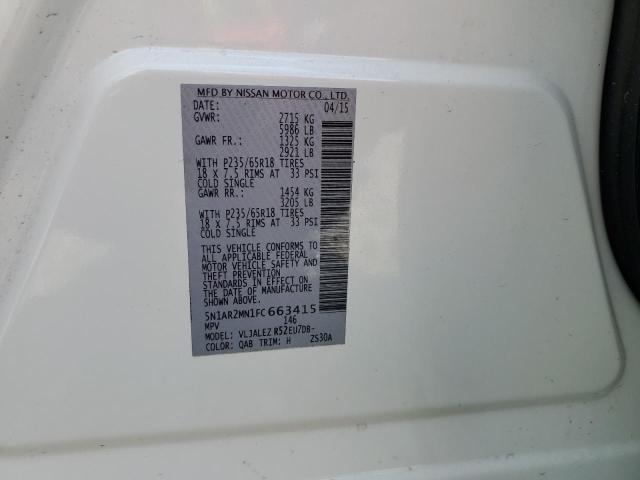 MFD BY NISSAN MOTOR CO., LTD.
DATE: 04/15
GVWR: 2715 KG
5986 LB
GAWR FR.: 1325 KG
2921 LB
WITH P235/65R18 TIRES
18 X 7.5 RIMS AT 33 PSI
COLD SINGLE
GAWR RR.: 1454 KG
3205 LB
WITH P235/65R18 TIRES
18 X 7.5 RIMS AT 33 PSI
COLD SINGLE
THIS VEHICLE CONFORMS TO
ALL APPLICABLE FEDERAL
MOTOR VEHICLE SAFETY AND
THEFT PREVENTION
STANDARDS IN EFFECT ON
THE DATE OF MANUFACTURE
SHOWN ABOVE.
5N1AR2MN1FC663415
MPV 146
MODEL: VLJALEZ R52EU7DB-
COLOR: QAB TRIM: H ZS30A